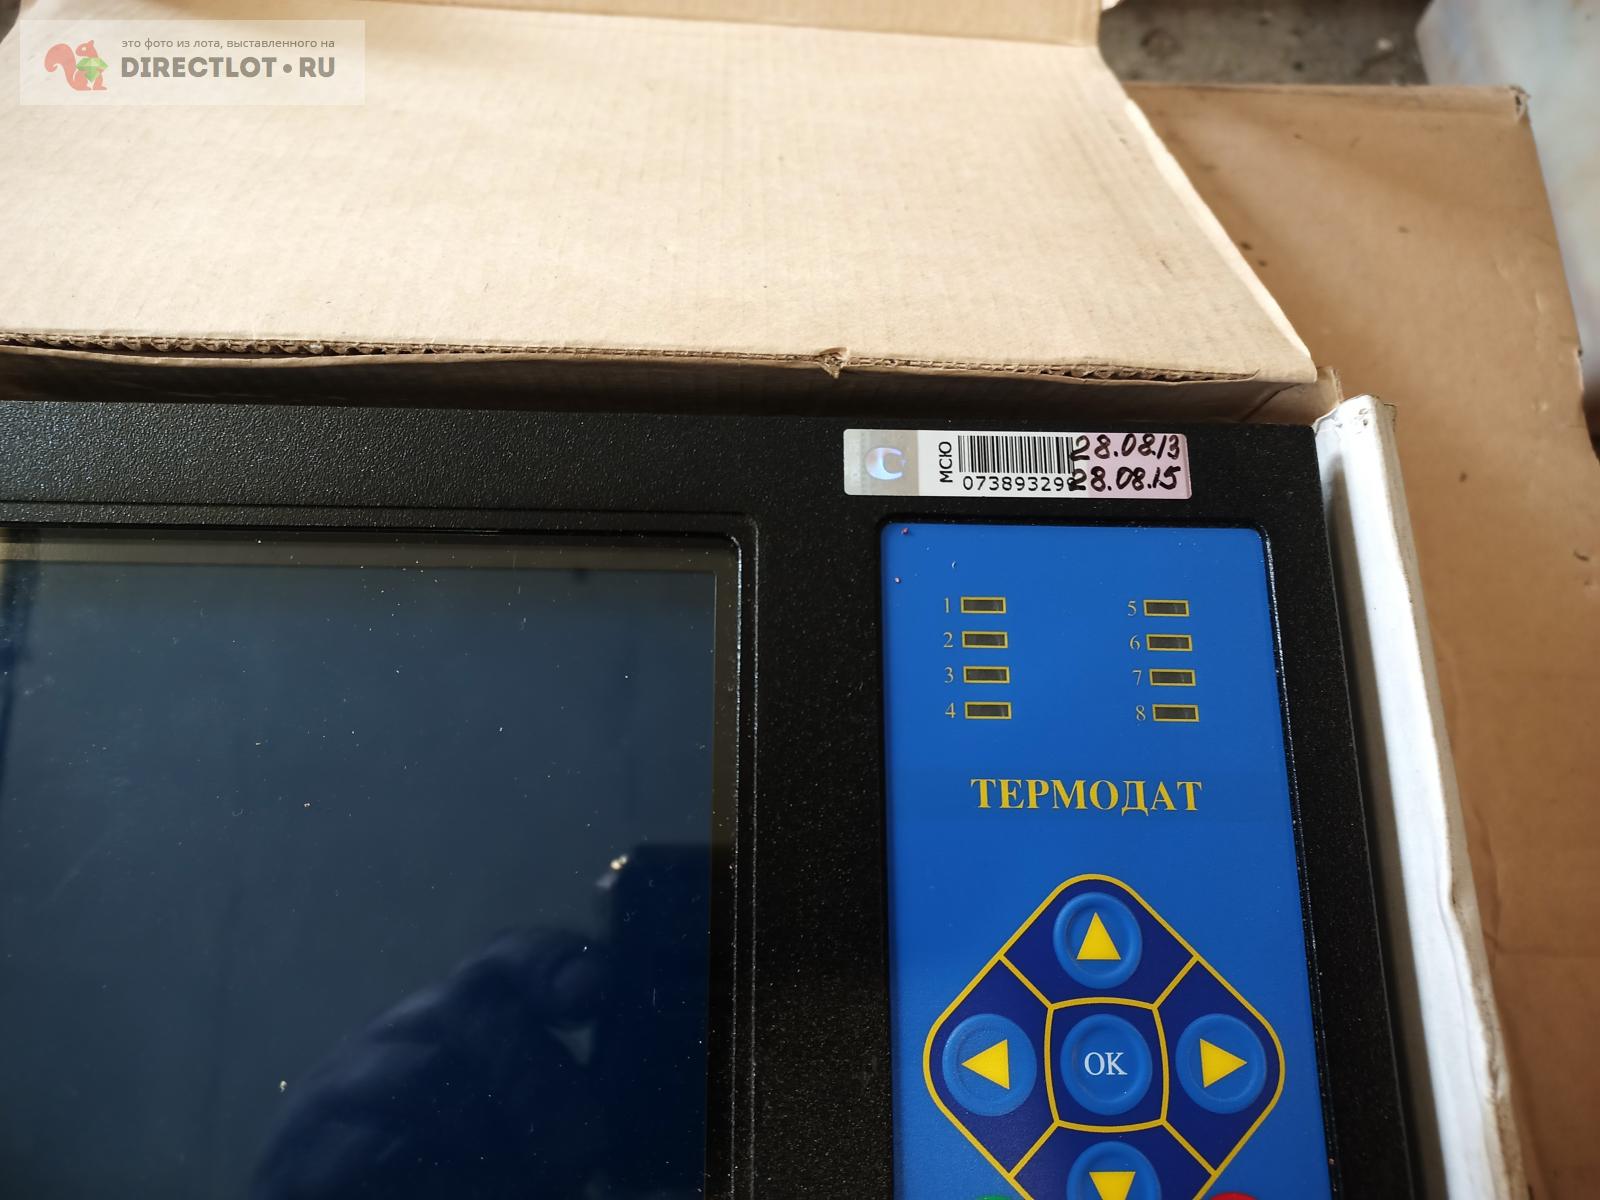 это фото из лота, выставленного на
DIRECTLOT•RU
МСЮ
28.08.13
28.08.15
1
5
2
6
3
7
4
8
ТЕРМОДАТ
OK